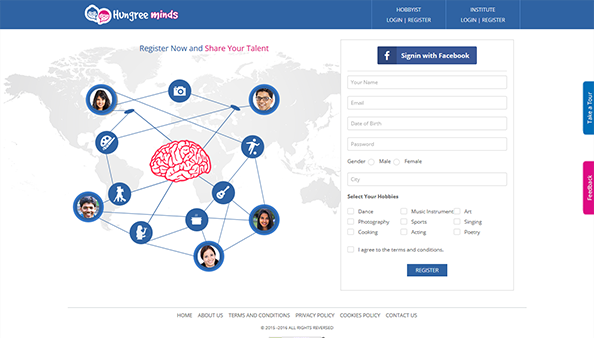 Hungree minds
HOBBYIST
LOGIN | REGISTER
INSTITUTE
LOGIN | REGISTER
Register Now and Share Your Talent
f Signin with Facebook
Your Name
Email
Date of Birth
Password
Gender Male Female
City
Select Your Hobbies
Dance Music Instrument Art
Photography Sports Singing
Cooking Acting Poetry
I agree to the terms and conditions.
REGISTER
Take a Tour
Feedback
HOME ABOUT US TERMS AND CONDITIONS PRIVACY POLICY COOKIES POLICY CONTACT US
© 2015 -2016 ALL RIGHTS REVERSED